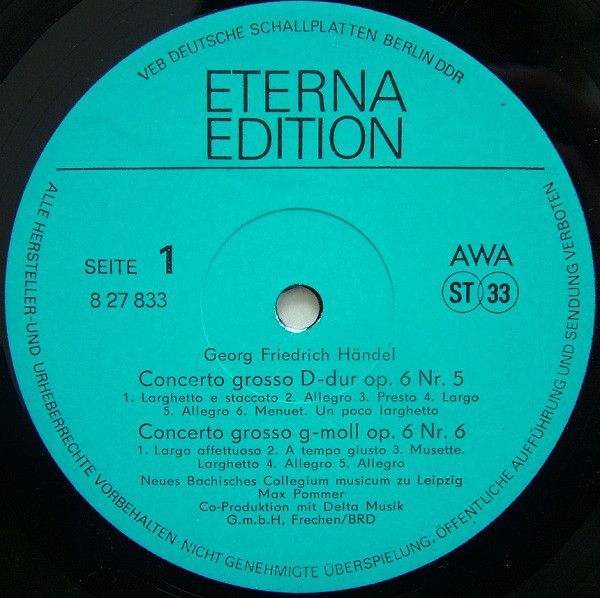 VEB DEUTSCHE SCHALLPLATTEN BERLIN DDR
ETERNA
EDITION
SEITE 1
8 27 833
AWA
ST 33
Georg Friedrich Händel
Concerto grosso D-dur op. 6 Nr. 5
1. Larghetto e staccato 2. Allegro 3. Presto 4. Largo
5. Allegro 6. Menuet. Un poco larghetto
Concerto grosso g-moll op. 6 Nr. 6
1. Largo affettuoso 2. A tempo giusto 3. Musette.
Larghetto 4. Allegro 5. Allegro
Neues Bachisches Collegium musicum zu Leipzig
Max Pommer
Co-Produktion mit Delta Musik
G.m.b.H, Frechen/BRD
ALLE HERSTELLER-UND URHEBERRECHTE VORBEHALTEN NICHT GENEHMIGTE ÜBERSPIELUNG, ÖFFENTLICHE AUFFÜHRUNG UND SENDUNG VERBOTEN